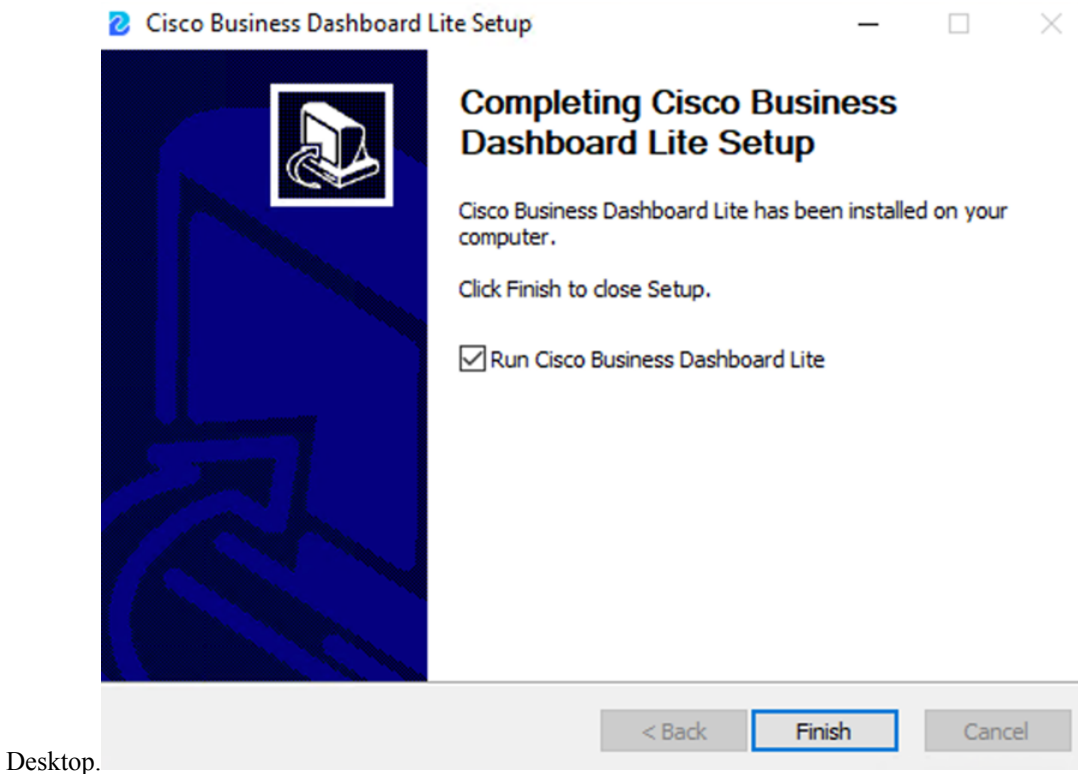 Cisco Business Dashboard Lite Setup
Completing Cisco Business
Dashboard Lite Setup
Cisco Business Dashboard Lite has been installed on your
computer.
Click Finish to close Setup.
Run Cisco Business Dashboard Lite
< Back Finish Cancel
Desktop.